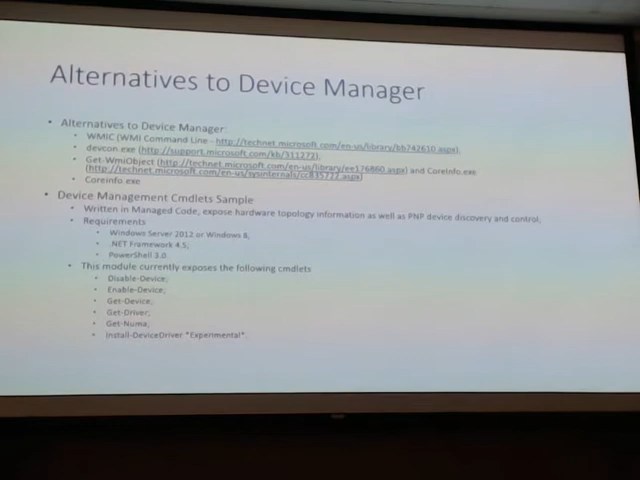 Alternatives to Device Manager
• Alternatives to Device Manager:
• WMIC (WMI Command Line - http://technet.microsoft.com/en-us/library/bb742610.aspx),
• devcon.exe (http://support.microsoft.com/kb/311272),
• Get-WmiObject (http://technet.microsoft.com/en-us/library/ee176860.aspx) and CoreInfo.exe
(http://technet.microsoft.com/en-us/sysinternals/cc835722.aspx)
• Coreinfo.exe
• Device Management Cmdlets Sample
• Written in Managed Code, expose hardware topology information as well as PNP device discovery and control,
• Requirements
• Windows Server 2012 or Windows 8,
• .NET Framework 4.5,
• PowerShell 3.0
• This module currently exposes the following cmdlets
• Disable-Device,
• Enable-Device,
• Get-Device,
• Get-Driver,
• Get-Numa,
• Install-DeviceDriver *Experimental*